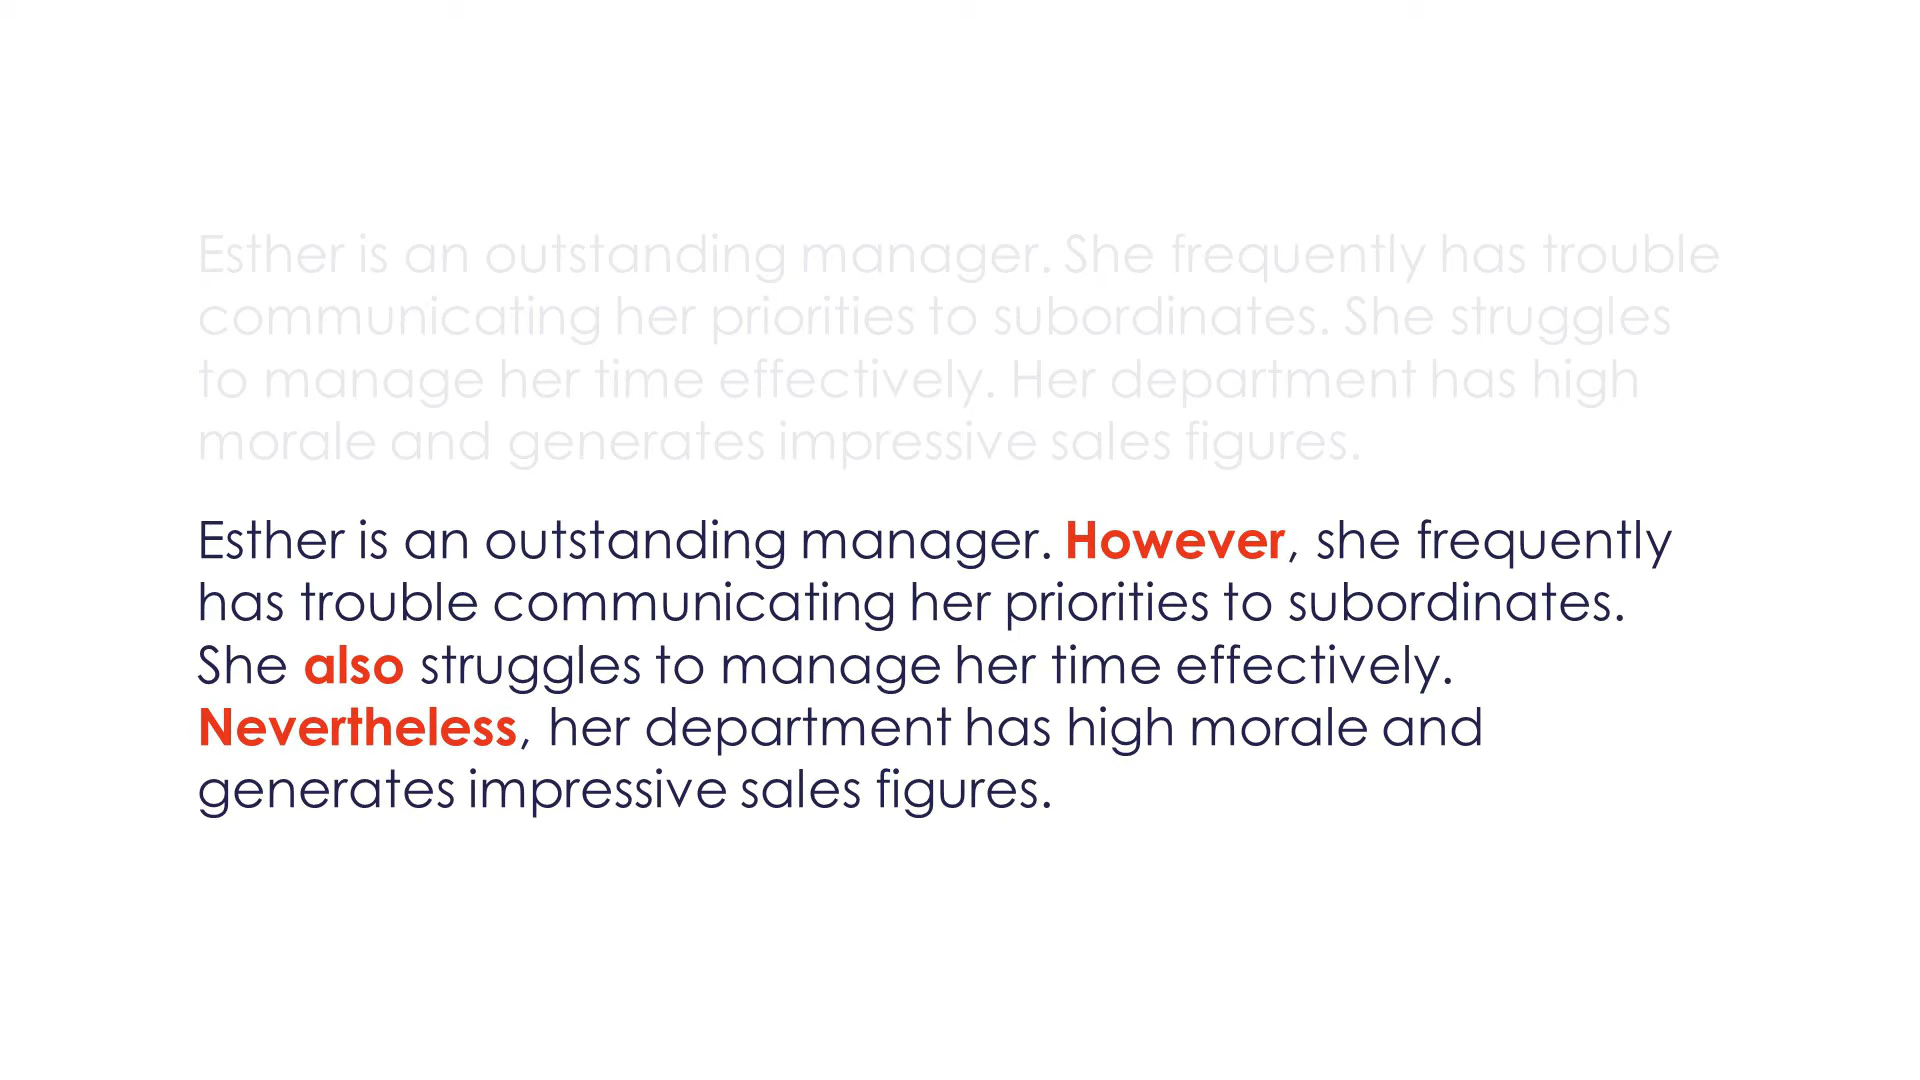 Esther is an outstanding manager. She frequently has trouble
communicating her priorities to subordinates. She struggles
to manage her time effectively. Her department has high
morale and generates impressive sales figures.
Esther is an outstanding manager. However, she frequently
has trouble communicating her priorities to subordinates.
She also struggles to manage her time effectively.
Nevertheless, her department has high morale and
generates impressive sales figures.